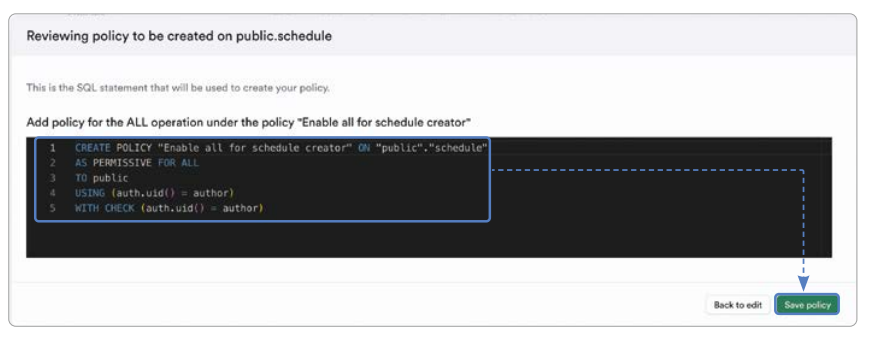 Reviewing policy to be created on public.schedule
This is the SQL statement that will be used to create your policy.
Add policy for the ALL operation under the policy "Enable all for schedule creator"
1 CREATE POLICY "Enable all for schedule creator" ON "public"."schedule"
2 AS PERMISSIVE FOR ALL
3 TO public
4 USING (auth.uid() = author)
5 WITH CHECK (auth.uid() = author)
Back to edit Save policy